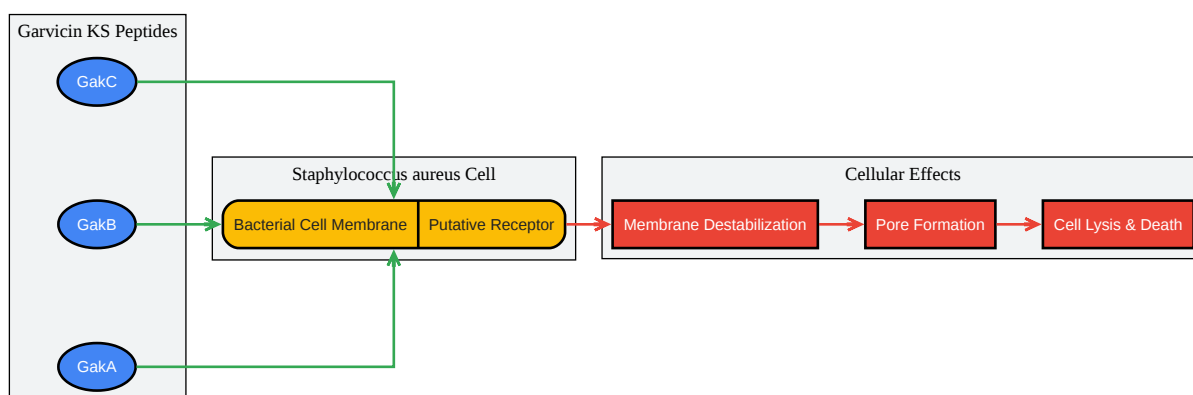 Garvicin KS Peptides
GakC
GakB
GakA
Staphylococcus aureus Cell
Bacterial Cell Membrane
Putative Receptor
Cellular Effects
Membrane Destabilization
Pore Formation
Cell Lysis & Death